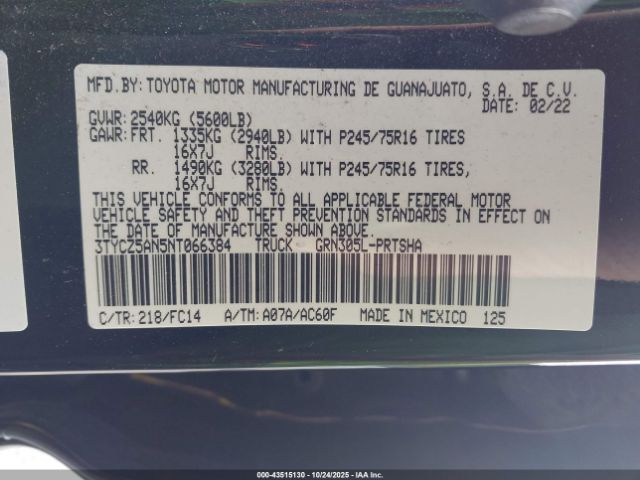 MFD.BY: TOYOTA MOTOR MANUFACTURING DE GUANAJUATO, S.A. DE C.V.
DATE: 02/22
GVWR: 2540KG (5600LB)
GAWR: FRT. 1335KG (2940LB) WITH P245/75R16 TIRES
16X7J RIMS.
RR. 1490KG (3280LB) WITH P245/75R16 TIRES,
16X7J RIMS.
THIS VEHICLE CONFORMS TO ALL APPLICABLE FEDERAL MOTOR
VEHICLE SAFETY AND THEFT PREVENTION STANDARDS IN EFFECT ON THE
DATE OF MANUFACTURE SHOWN ABOVE.
3TYCZ5AN5NT066384 TRUCK GRN305L-PRTSHA
C/TR: 218/FC14 A/TM: A07A/AC60F MADE IN MEXICO 125
000-43515130 - 10/24/2025 - IAAI.COM